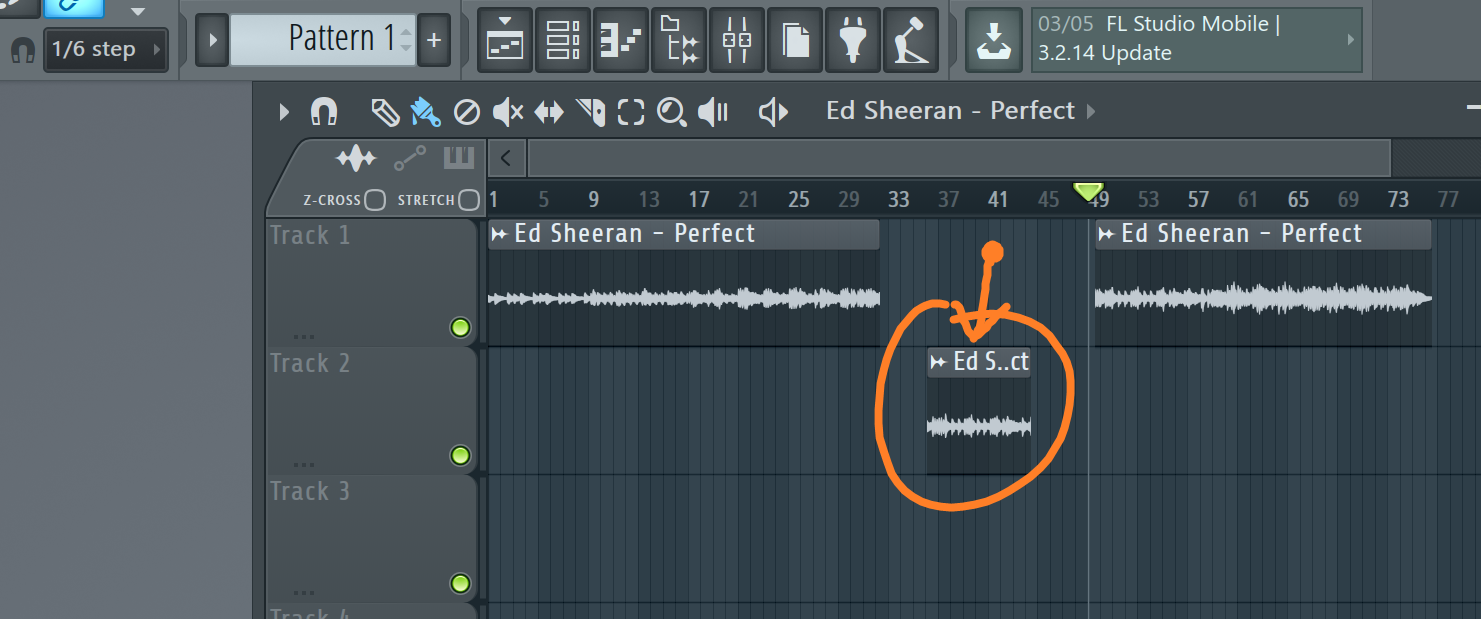 1/6 step
Pattern 1
+
03/05 FL Studio Mobile |
3.2.14 Update
Ed Sheeran - Perfect
Z-CROSS STRETCH
1 5 9 13 17 21 25 29 33 37 41 45 49 53 57 61 65 69 73 77
Track 1
Ed Sheeran - Perfect
Ed Sheeran - Perfect
...
Track 2
Ed S..ct
...
Track 3
...
Track 4